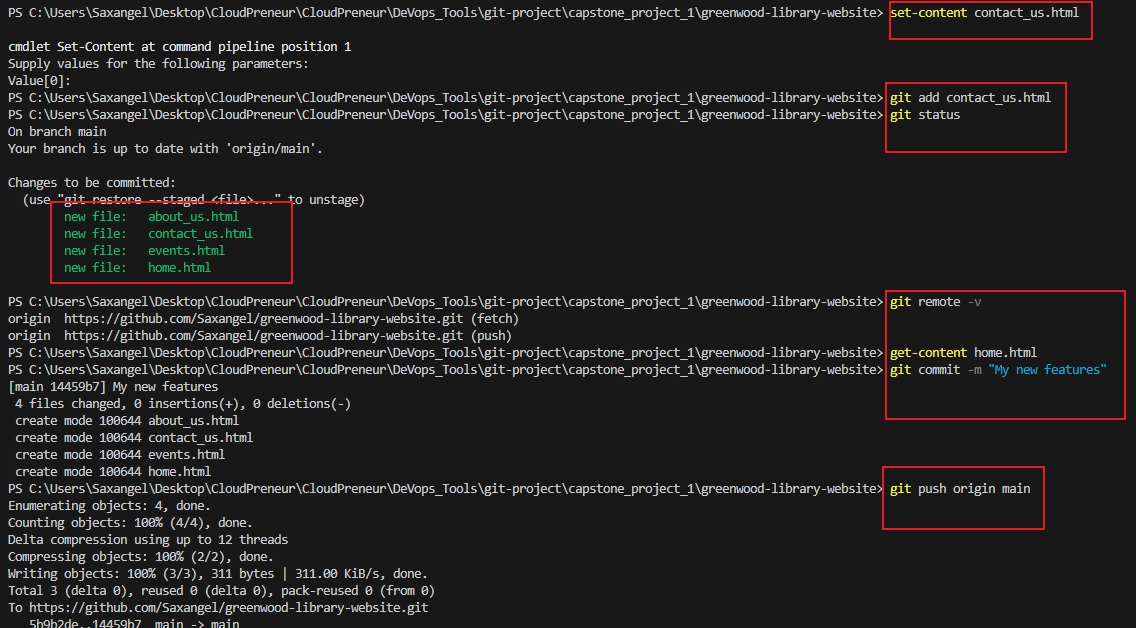 PS C:\Users\Saxangel\Desktop\CloudPreneur\CloudPreneur\DeVops_Tools\git-project\capstone_project_1\greenwood-library-website> set-content contact_us.html
cmdlet Set-Content at command pipeline position 1
Supply values for the following parameters:
Value[0]:
PS C:\Users\Saxangel\Desktop\CloudPreneur\CloudPreneur\DeVops_Tools\git-project\capstone_project_1\greenwood-library-website> git add contact_us.html
PS C:\Users\Saxangel\Desktop\CloudPreneur\CloudPreneur\DeVops_Tools\git-project\capstone_project_1\greenwood-library-website> git status
On branch main
Your branch is up to date with 'origin/main'.
Changes to be committed:
  (use "git restore --staged <file>..." to unstage)
        new file:   about_us.html
        new file:   contact_us.html
        new file:   events.html
        new file:   home.html
PS C:\Users\Saxangel\Desktop\CloudPreneur\CloudPreneur\DeVops_Tools\git-project\capstone_project_1\greenwood-library-website> git remote -v
origin  https://github.com/Saxangel/greenwood-library-website.git (fetch)
origin  https://github.com/Saxangel/greenwood-library-website.git (push)
PS C:\Users\Saxangel\Desktop\CloudPreneur\CloudPreneur\DeVops_Tools\git-project\capstone_project_1\greenwood-library-website> get-content home.html
PS C:\Users\Saxangel\Desktop\CloudPreneur\CloudPreneur\DeVops_Tools\git-project\capstone_project_1\greenwood-library-website> git commit -m "My new features"
[main 14459b7] My new features
 4 files changed, 0 insertions(+), 0 deletions(-)
 create mode 100644 about_us.html
 create mode 100644 contact_us.html
 create mode 100644 events.html
 create mode 100644 home.html
PS C:\Users\Saxangel\Desktop\CloudPreneur\CloudPreneur\DeVops_Tools\git-project\capstone_project_1\greenwood-library-website> git push origin main
Enumerating objects: 4, done.
Counting objects: 100% (4/4), done.
Delta compression using up to 12 threads
Compressing objects: 100% (2/2), done.
Writing objects: 100% (3/3), 311 bytes | 311.00 KiB/s, done.
Total 3 (delta 0), reused 0 (delta 0), pack-reused 0 (from 0)
To https://github.com/Saxangel/greenwood-library-website.git
   5b9b2de..14459b7  main -> main